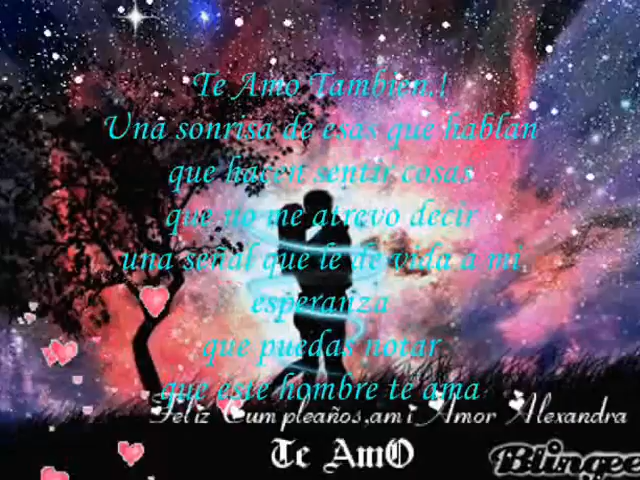 Te Amo Tambien.!
Una sonrisa de esas que hablan
que hacen sentir cosas
que no me atrevo decir
una señal que le de vida a mi
esperanza
que puedas notar
que este hombre te ama
Feliz Cumpleaños,a mi Amor Alexandra
Te AmO
Blingee